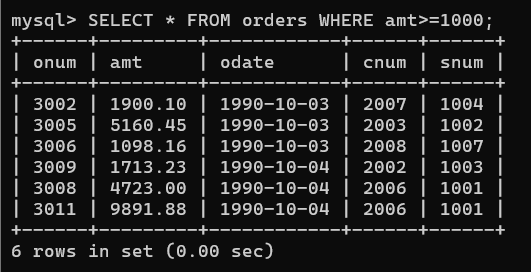 mysql> SELECT * FROM orders WHERE amt>=1000;
+------+---------+------------+------+------+
| onum | amt     | odate      | cnum | snum |
+------+---------+------------+------+------+
| 3002 | 1900.10 | 1990-10-03 | 2007 | 1004 |
| 3005 | 5160.45 | 1990-10-03 | 2003 | 1002 |
| 3006 | 1098.16 | 1990-10-03 | 2008 | 1007 |
| 3009 | 1713.23 | 1990-10-04 | 2002 | 1003 |
| 3008 | 4723.00 | 1990-10-04 | 2006 | 1001 |
| 3011 | 9891.88 | 1990-10-04 | 2006 | 1001 |
+------+---------+------------+------+------+
6 rows in set (0.00 sec)